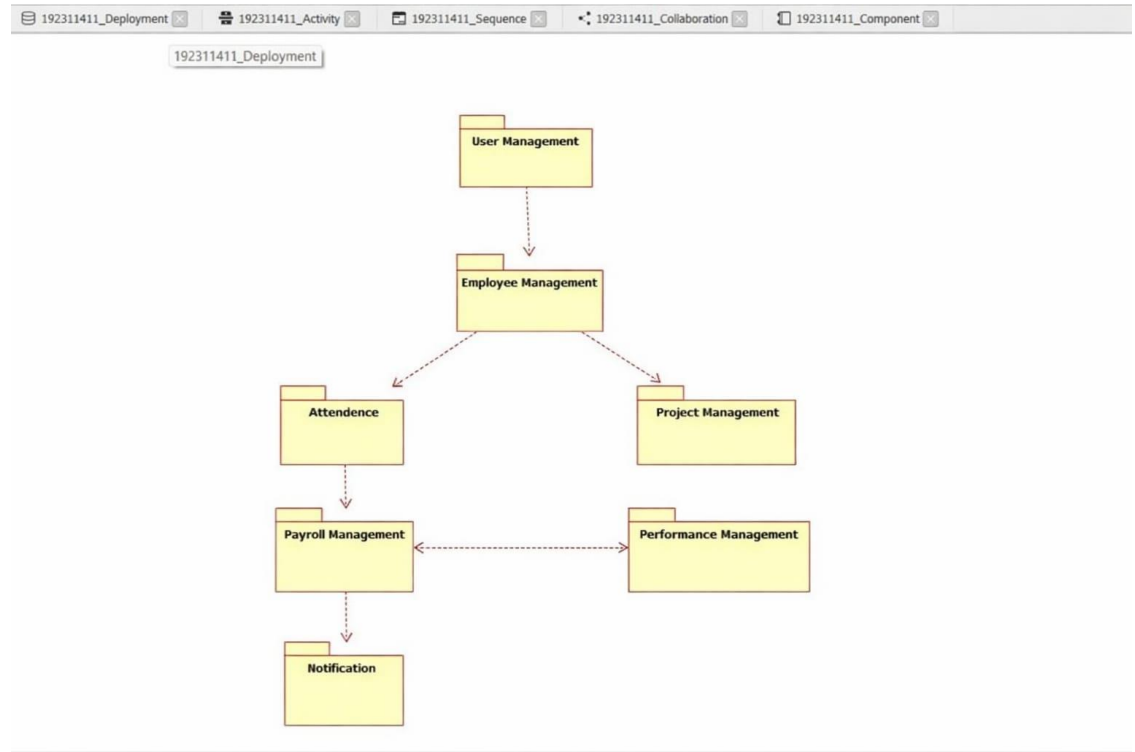 192311411_Deployment
192311411_Activity
192311411_Sequence
192311411_Collaboration
192311411_Component
192311411_Deployment
User Management
Employee Management
Attendence
Project Management
Payroll Management
Performance Management
Notification